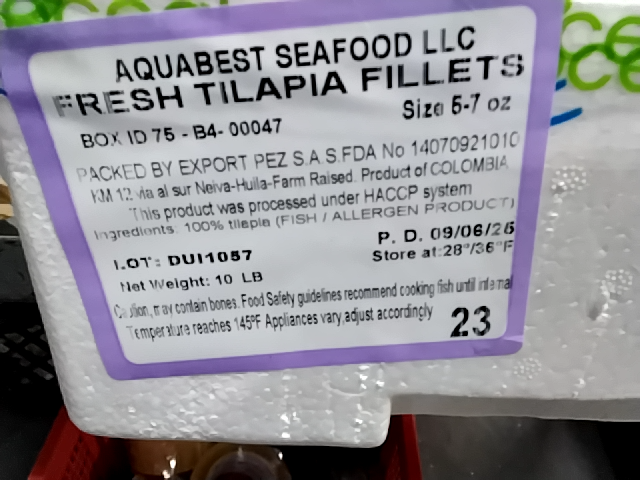 AQUABEST SEAFOOD LLC
FRESH TILAPIA FILLETS
Size 5-7 oz
BOX ID 75 - B4- 00047
PACKED BY EXPORT PEZ S.A.S.FDA No 14070921010
KM 12 via al sur Neiva-Huila-Farm Raised. Product of COLOMBIA
This product was processed under HACCP system
Ingredients: 100% tilapia (FISH / ALLERGEN PRODUCT)
P. D. 09/06/25
LOT: DUI1057
Store at:28°/36°F
Net Weight: 10 LB
Caution, may contain bones. Food Safety guidelines recommend cooking fish until internal
Temperature reaches 145ºF Appliances vary,adjust accordingly
23